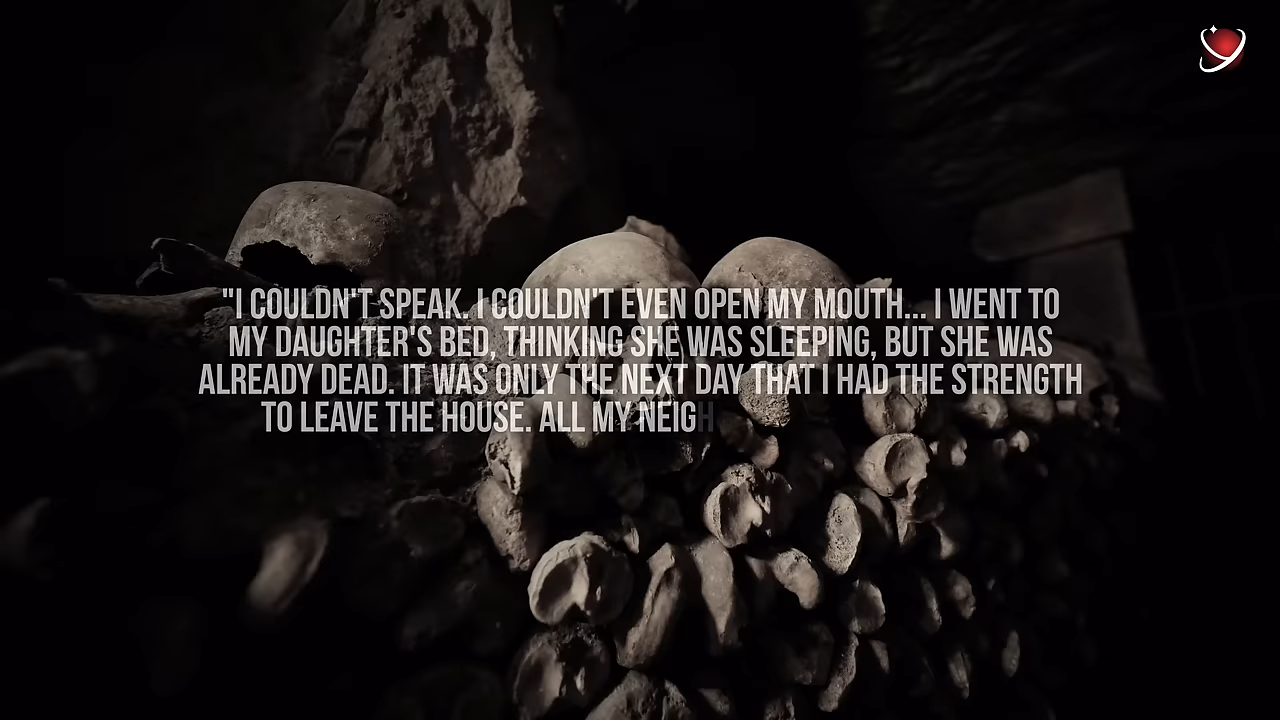 "I COULDN'T SPEAK. I COULDN'T EVEN OPEN MY MOUTH... I WENT TO
MY DAUGHTER'S BED, THINKING SHE WAS SLEEPING, BUT SHE WAS
ALREADY DEAD. IT WAS ONLY THE NEXT DAY THAT I HAD THE STRENGTH
TO LEAVE THE HOUSE. ALL MY NEIGH